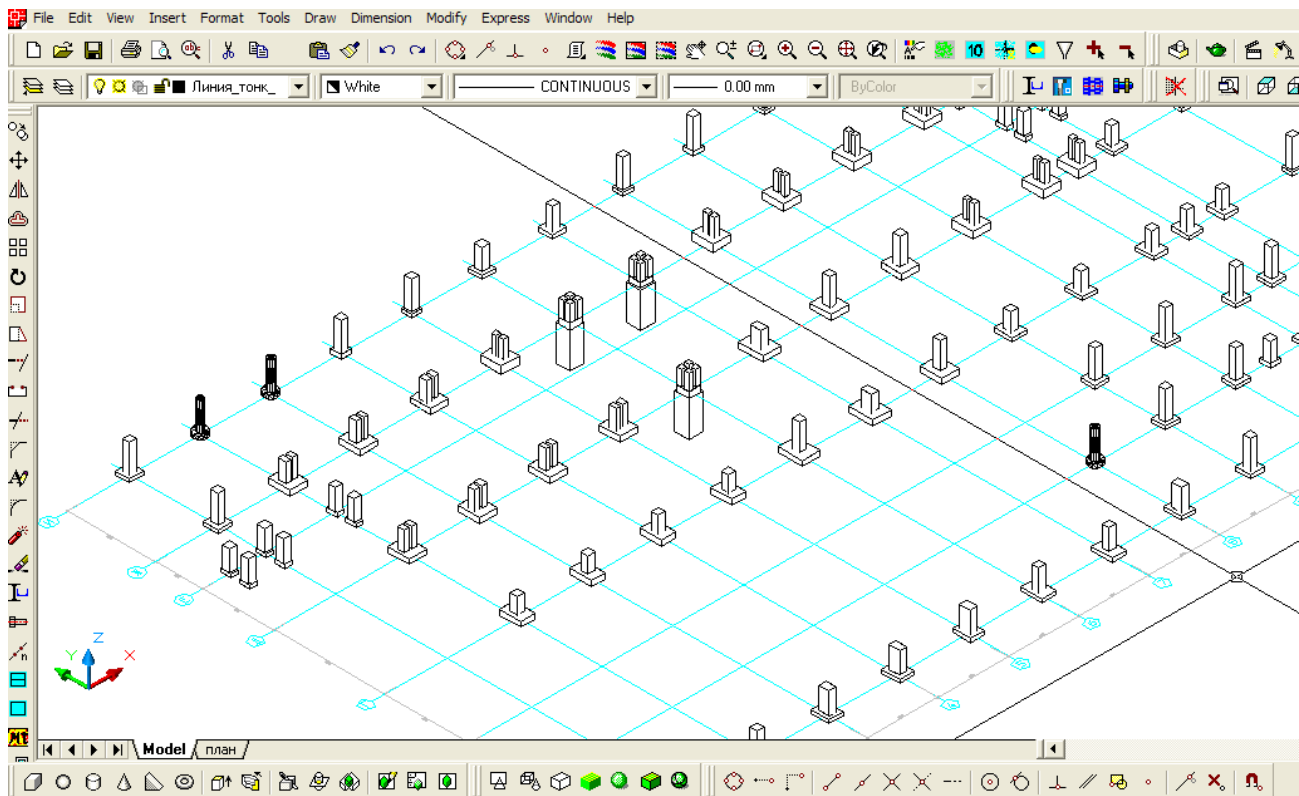 File Edit View Insert Format Tools Draw Dimension Modify Express Window Help
10
Линия_тонк_ White CONTINUOUS 0.00 mm ByColor
Z
Y X
Model план